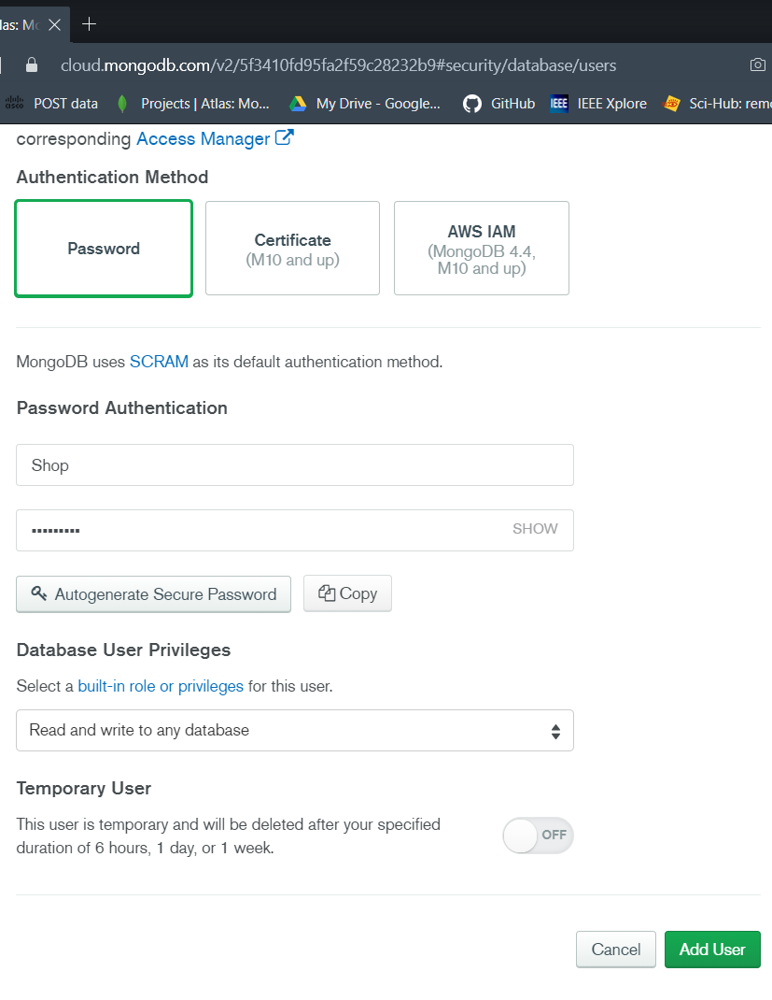 las: Mo
cloud.mongodb.com/v2/5f3410fd95fa2f59c28232b9#security/database/users
cisco POST data Projects | Atlas: Mo... My Drive - Google... GitHub IEEE IEEE Xplore Sci-Hub: rem
corresponding Access Manager
Authentication Method
Password
Certificate
(M10 and up)
AWS IAM
(MongoDB 4.4,
M10 and up)
MongoDB uses SCRAM as its default authentication method.
Password Authentication
Shop
••••••••• SHOW
Autogenerate Secure Password Copy
Database User Privileges
Select a built-in role or privileges for this user.
Read and write to any database
Temporary User
This user is temporary and will be deleted after your specified
duration of 6 hours, 1 day, or 1 week.
OFF
Cancel Add User